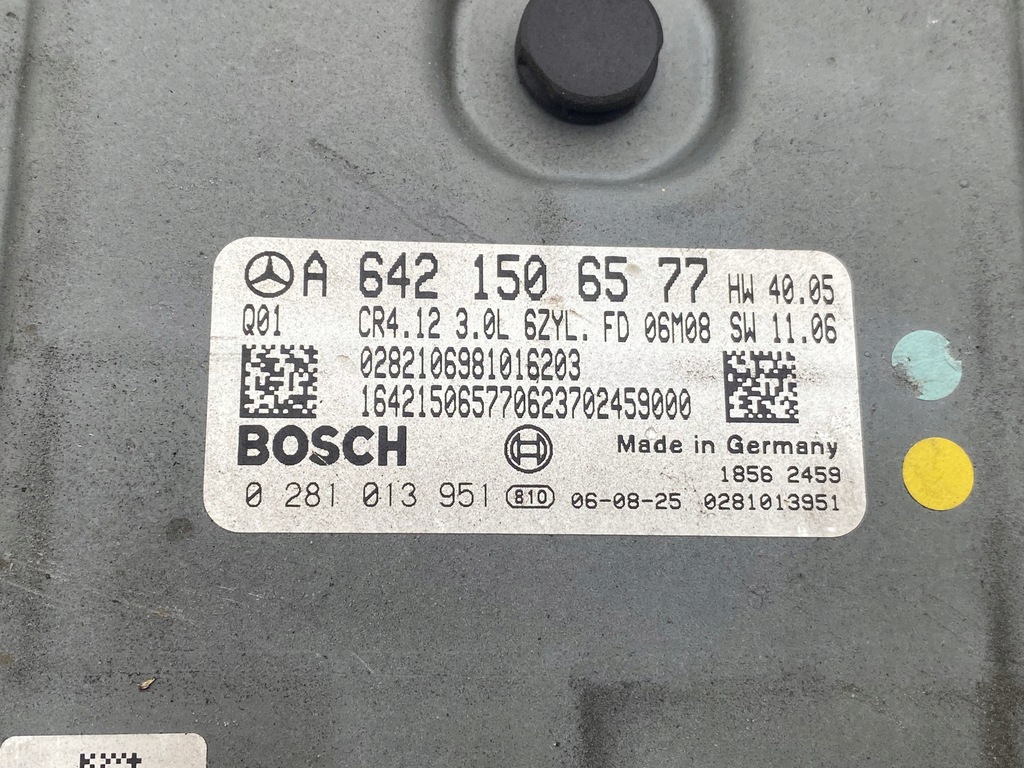 A 642 150 65 77 HW 40.05
Q01 CR4.12 3.0L 6ZYL. FD 06M08 SW 11.06
0282106981016203
164215065770623702459000
BOSCH Made in Germany
1856 2459
0 281 013 951 810 06-08-25 0281013951